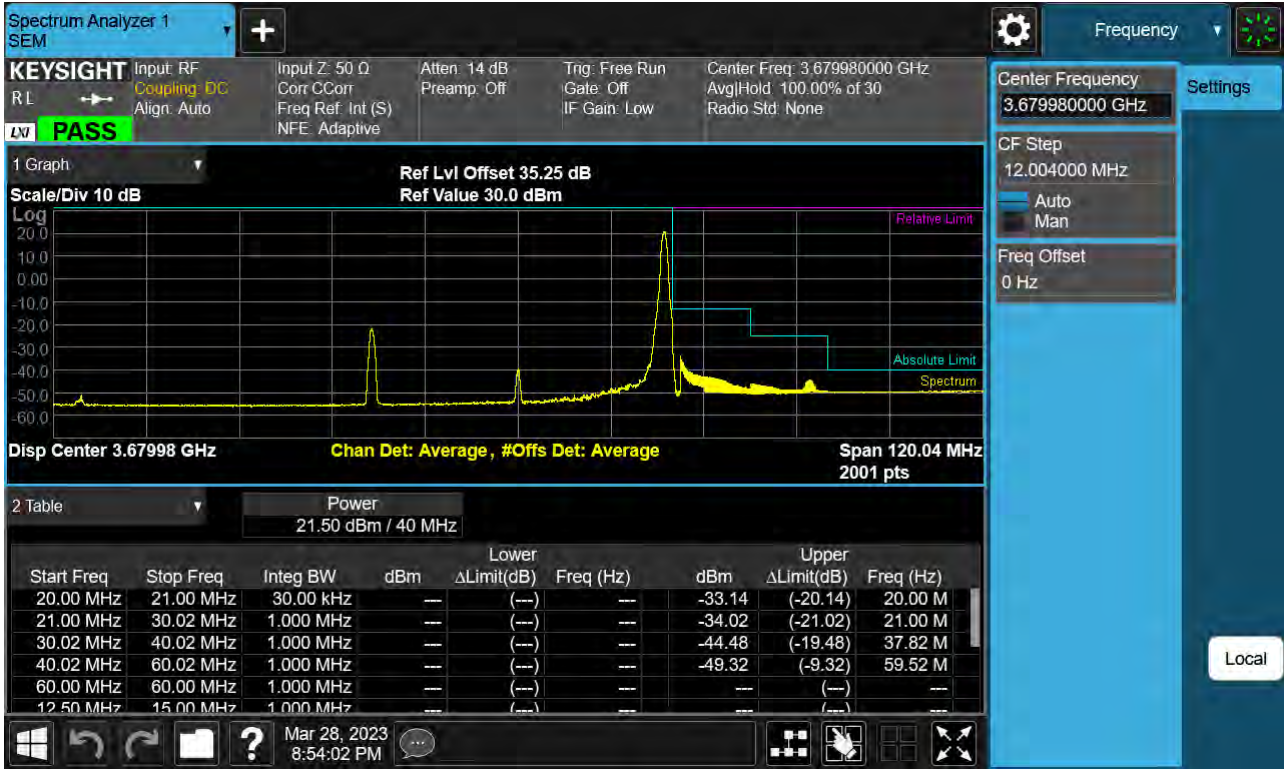 Spectrum Analyzer 1
SEM
Frequency
KEYSIGHT
RL
LXI
PASS
Input: RF
Coupling: DC
Align: Auto
Input Z: 50 Ω
Corr CCorr
Freq Ref: Int (S)
NFE: Adaptive
Atten: 14 dB
Preamp: Off
Trig: Free Run
Gate: Off
IF Gain: Low
Center Freq: 3.679980000 GHz
Avg|Hold: 100.00% of 30
Radio Std: None
Center Frequency
3.679980000 GHz
Settings
CF Step
12.004000 MHz
Auto
Man
Freq Offset
0 Hz
Local
1 Graph
Ref Lvl Offset 35.25 dB
Scale/Div 10 dB
Ref Value 30.0 dBm
Log
20.0
10.0
0.00
-10.0
-20.0
-30.0
-40.0
-50.0
-60.0
Relative Limit
Absolute Limit
Spectrum
Disp Center 3.67998 GHz
Chan Det: Average, #Offs Det: Average
Span 120.04 MHz
2001 pts
2 Table
Power
21.50 dBm / 40 MHz
Lower Upper
Start Freq Stop Freq Integ BW dBm ΔLimit(dB) Freq (Hz) dBm ΔLimit(dB) Freq (Hz)
20.00 MHz 21.00 MHz 30.00 kHz --- (---) --- -33.14 (-20.14) 20.00 M
21.00 MHz 30.02 MHz 1.000 MHz --- (---) --- -34.02 (-21.02) 21.00 M
30.02 MHz 40.02 MHz 1.000 MHz --- (---) --- -44.48 (-19.48) 37.82 M
40.02 MHz 60.02 MHz 1.000 MHz --- (---) --- -49.32 (-9.32) 59.52 M
60.00 MHz 60.00 MHz 1.000 MHz --- (---) --- --- (---) ---
12.50 MHz 15.00 MHz 1.000 MHz --- (---) --- --- (---) ---
Mar 28, 2023
8:54:02 PM